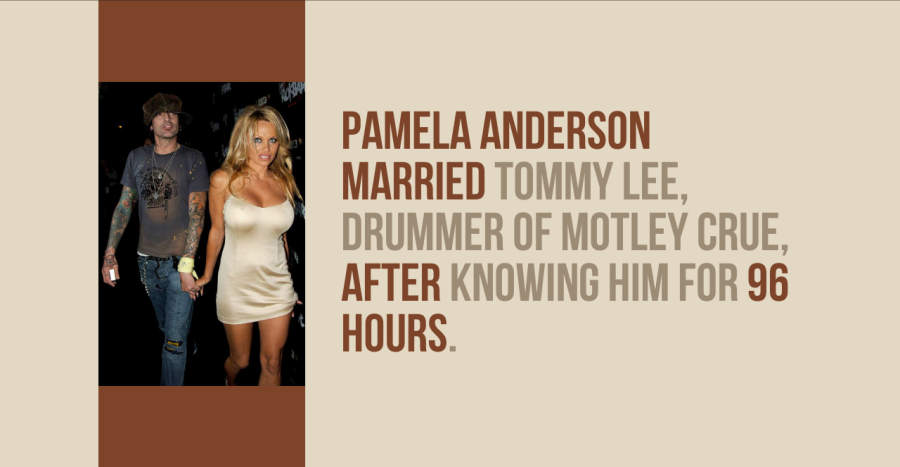 PAMELA ANDERSON
MARRIED TOMMY LEE,
DRUMMER OF MOTLEY CRUE,
AFTER KNOWING HIM FOR 96
HOURS.